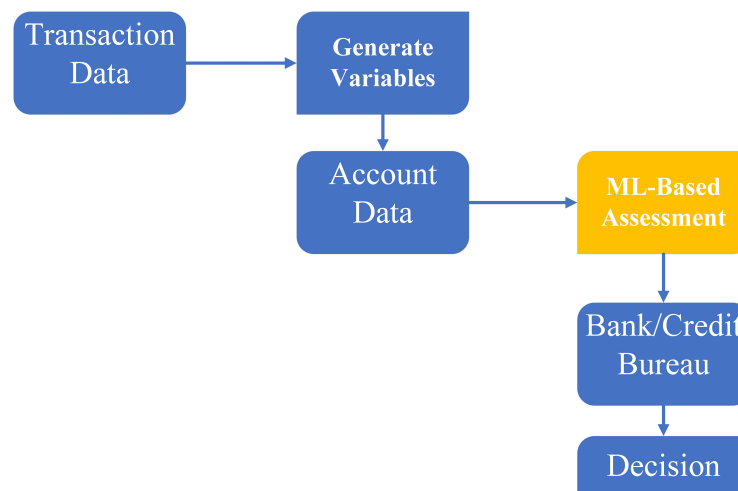 Transaction
Data
Generate
Variables
Account
Data
ML-Based
Assessment
Bank/Credit
Bureau
Decision